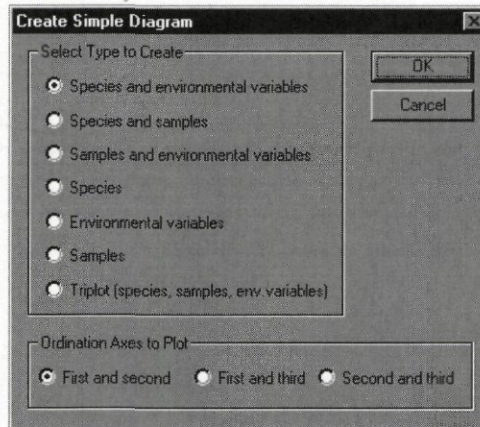 Create Simple Diagram
Select Type to Create
Species and environmental variables
Species and samples
Samples and environmental variables
Species
Environmental variables
Samples
Triplot (species, samples, env.variables)
OK
Cancel
Ordination Axes to Plot
First and second First and third Second and third